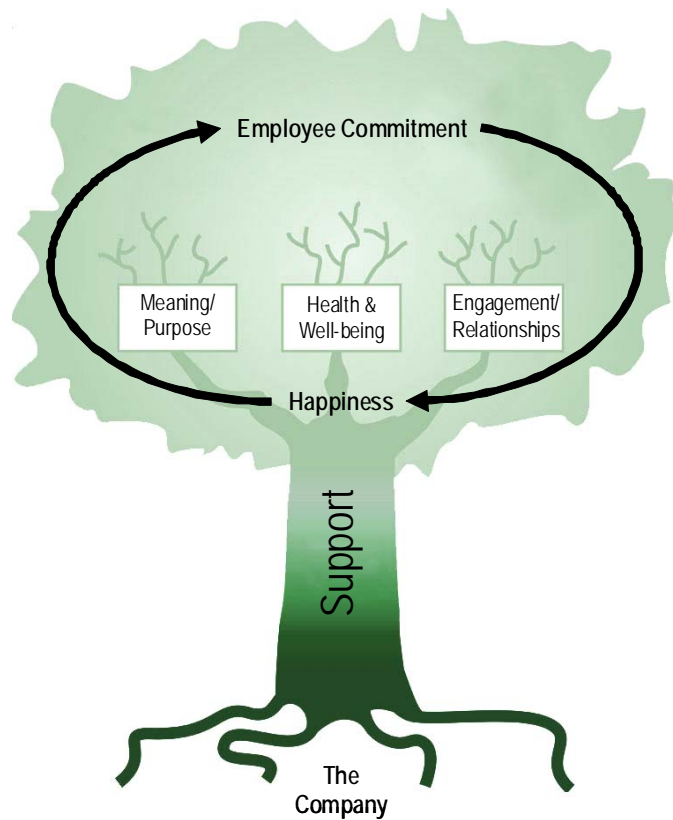 Employee Commitment
Meaning/
Purpose
Health &
Well-being
Engagement/
Relationships
Happiness
Support
The
Company